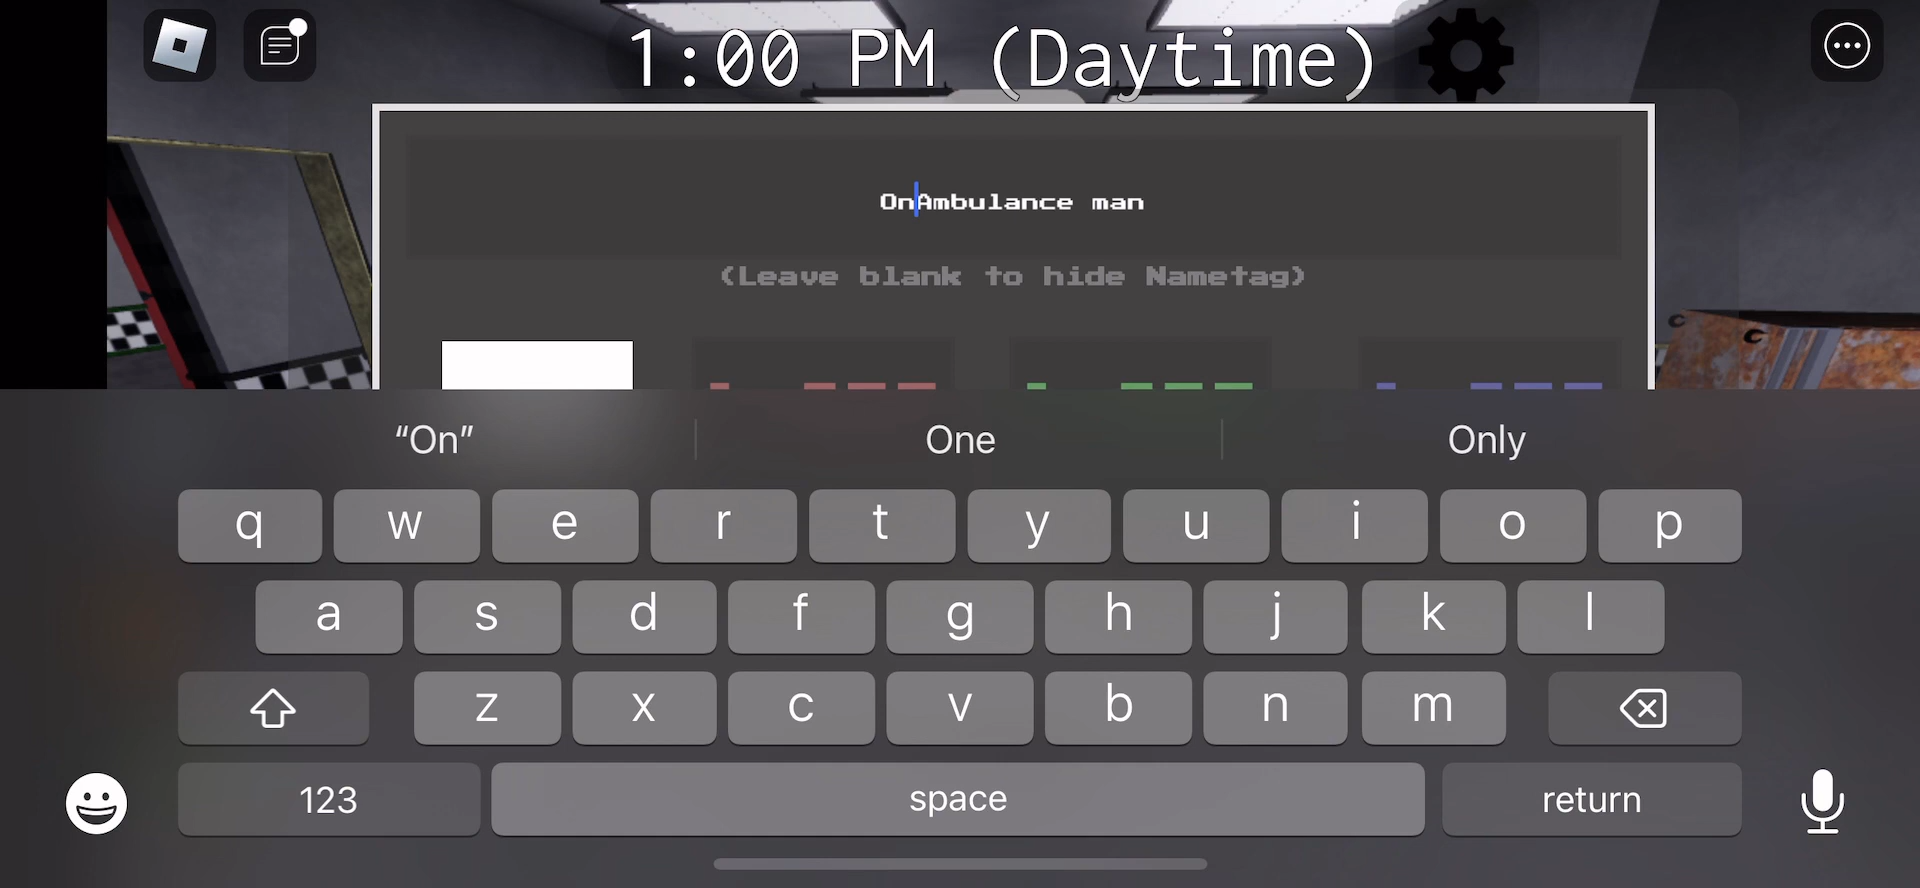 1:00 PM (Daytime)
OnAmbulance man
(Leave blank to hide Nametag)
“On” One Only
q w e r t y u i o p
a s d f g h j k l
z x c v b n m
123 space return